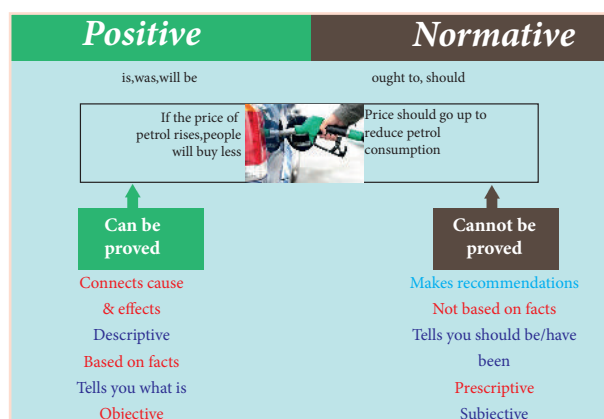 Positive
Normative
is,was,will be
ought to, should
If the price of
petrol rises,people
will buy less
Price should go up to
reduce petrol
consumption
Can be
proved
Cannot be
proved
Connects cause
& effects
Descriptive
Based on facts
Tells you what is
Objective
Makes recommendations
Not based on facts
Tells you should be/have
been
Prescriptive
Subjective